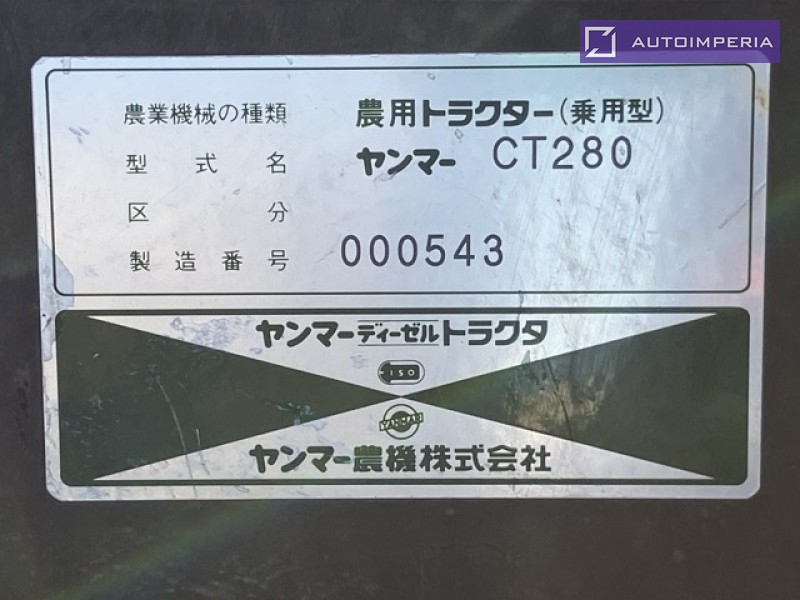 AUTOIMPERIA
農業機械の種類 農用トラクター(乗用型)
型式名 ヤンマー CT280
区分
製造番号 000543
ヤンマーディーゼルトラクタ
ISO
YANMAR
ヤンマー農機株式会社